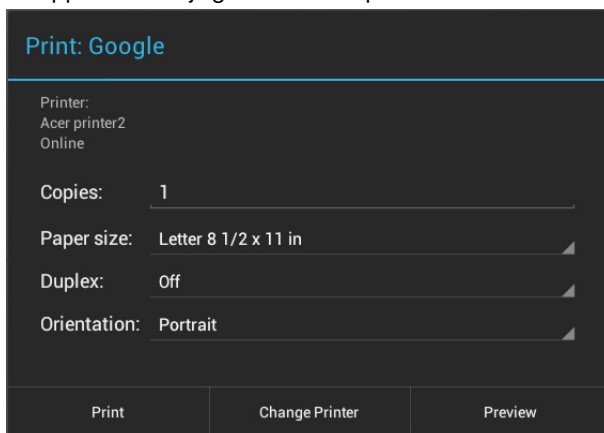 Print: Google
Printer:
Acer printer2
Online
Copies: 1
Paper size: Letter 8 1/2 x 11 in
Duplex: Off
Orientation: Portrait
Print Change Printer Preview